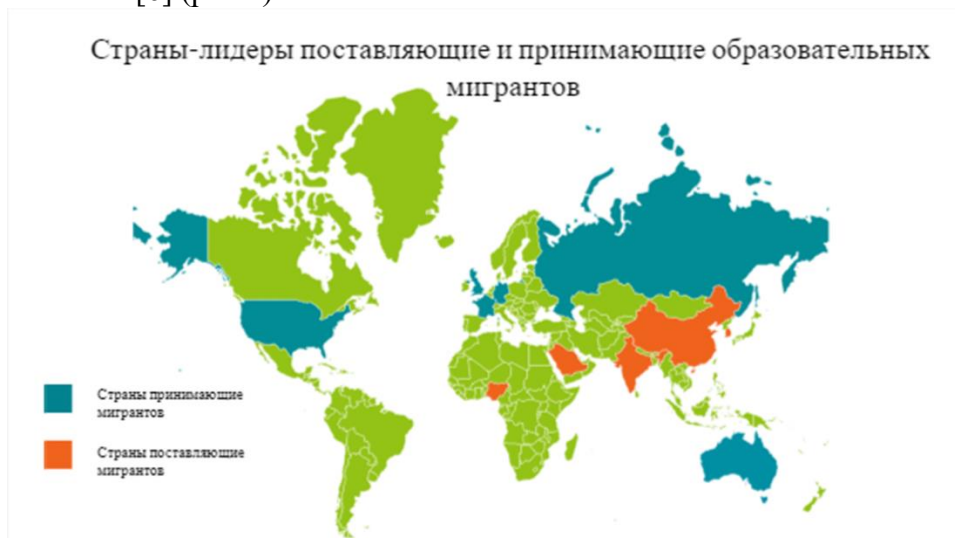 Страны-лидеры поставляющие и принимающие образовательных
мигрантов
Страны принимающие
мигрантов
Страны поставляющие
мигрантов